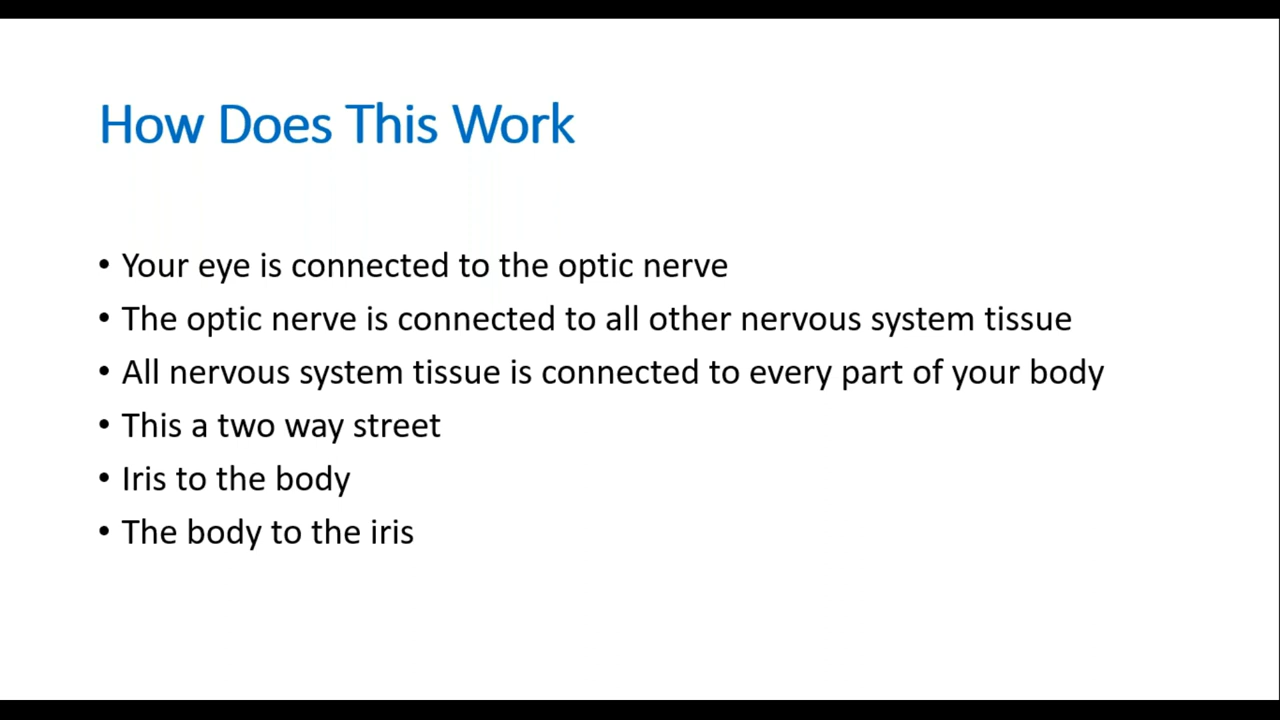 How Does This Work
• Your eye is connected to the optic nerve
• The optic nerve is connected to all other nervous system tissue
• All nervous system tissue is connected to every part of your body
• This a two way street
• Iris to the body
• The body to the iris